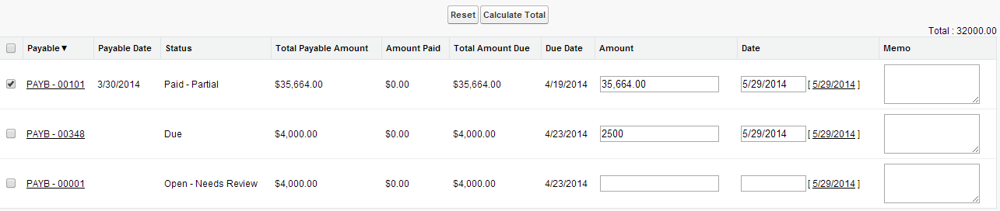 Reset Calculate Total
Total : 32000.00
Payable▼ Payable Date Status Total Payable Amount Amount Paid Total Amount Due Due Date Amount Date Memo
PAYB - 00101 3/30/2014 Paid - Partial $35,664.00 $0.00 $35,664.00 4/19/2014 35,664.00 5/29/2014 [ 5/29/2014 ]
PAYB - 00348 Due $4,000.00 $0.00 $4,000.00 4/23/2014 2500 5/29/2014 [ 5/29/2014 ]
PAYB - 00001 Open - Needs Review $4,000.00 $0.00 $4,000.00 4/23/2014 [ 5/29/2014 ]